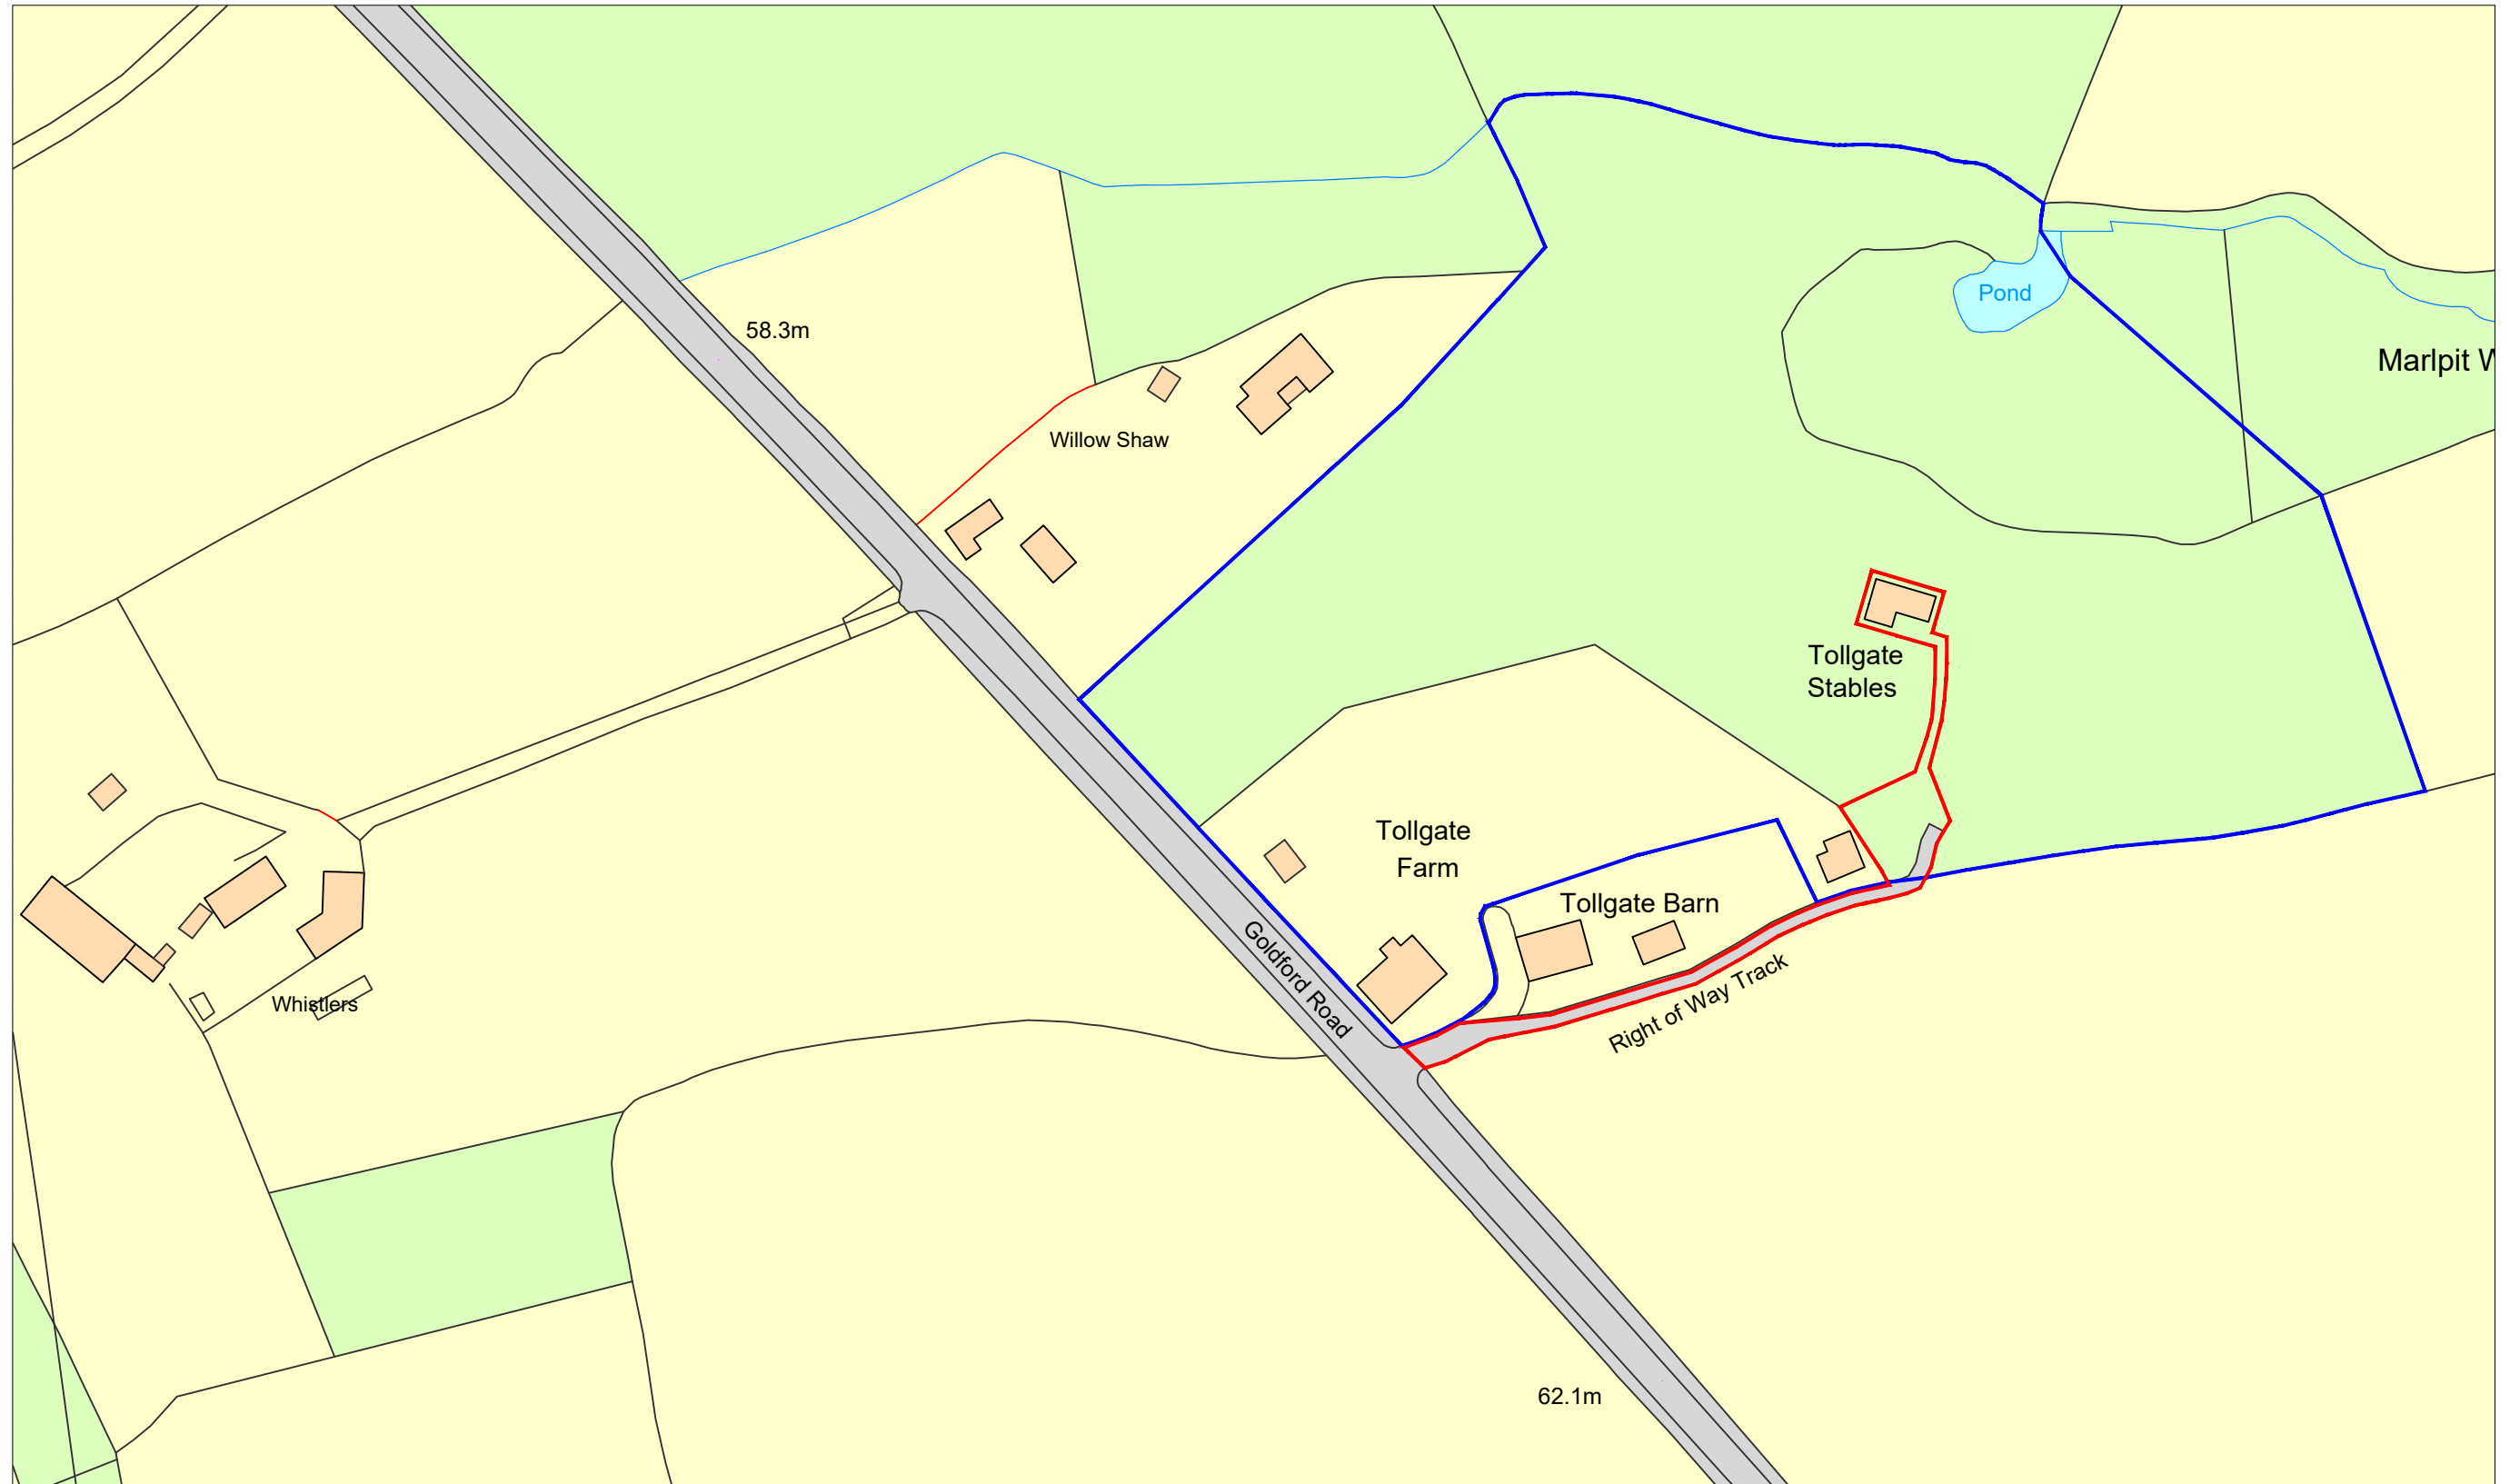 Pond
58.3m
Marlpit W
Willow Shaw
Tollgate
Stables
Tollgate
Farm
Tollgate Barn
Goldford Road
Right of Way Track
Whistlers
62.1m